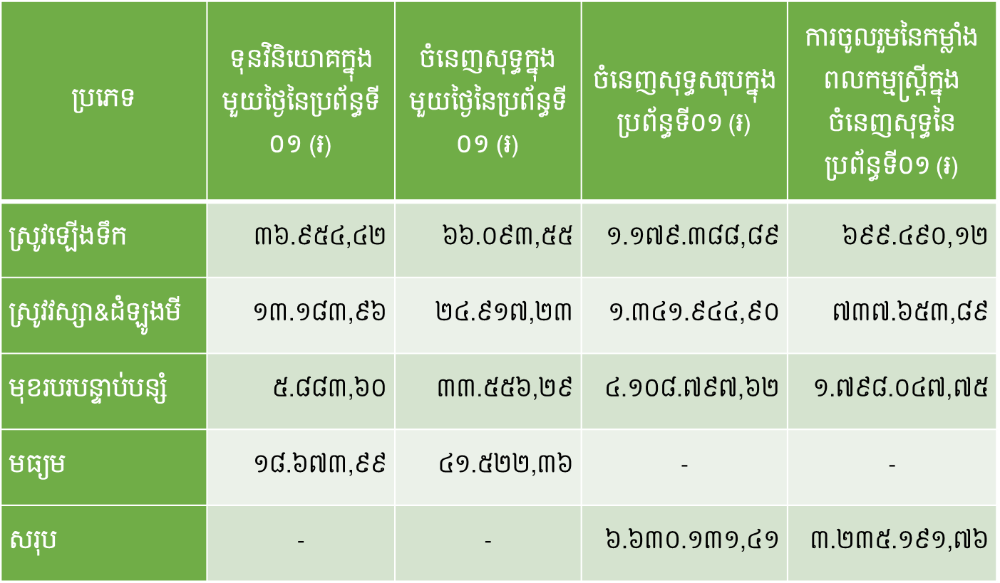 ប្រភេទ
ទុនវិនិយោគក្នុង
មួយថ្ងៃនៃប្រព័ន្ធទី
០១ (៛)
ចំនេញសុទ្ធក្នុង
មួយថ្ងៃនៃប្រព័ន្ធទី
០១ (៛)
ចំនេញសុទ្ធសរុបក្នុង
ប្រព័ន្ធទី០១ (៛)
ការចូលរួមនៃកម្លាំង
ពលកម្មស្ត្រីក្នុង
ចំនេញសុទ្ធនៃ
ប្រព័ន្ធទី០១ (៛)
ស្រូវឡើងទឹក ៣៦.៩៥៤,៤២ ៦៦.០៩៣,៥៥ ១.១៧៩.៣៨៨,៨៩ ៦៩៩.៤៩០,១២
ស្រូវវស្សា&ដំឡូងមី ១៣.១៨៣,៩៦ ២៤.៩១៧,២៣ ១.៣៤១.៩៤៤,៩០ ៧៣៧.៦៥៣,៨៩
មុខរបរបន្ទាប់បន្សំ ៥.៨៨៣,៦០ ៣៣.៥៥៦,២៩ ៤.១០៨.៧៩៧,៦២ ១.៧៩៨.០៤៧,៧៥
មធ្យម ១៨.៦៧៣,៩៩ ៤១.៥២២,៣៦ - -
សរុប - - ៦.៦៣០.១៣១,៤១ ៣.២៣៥.១៩១,៧៦